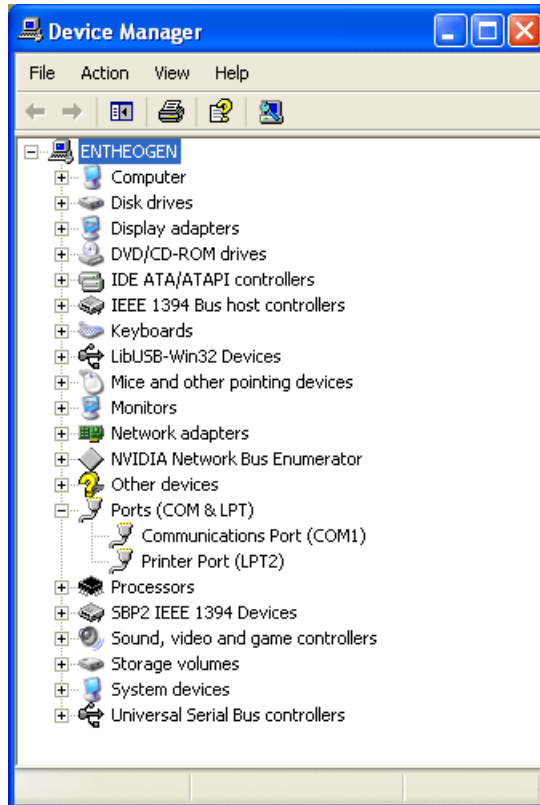 Device Manager
File Action View Help
ENTHEOGEN
Computer
Disk drives
Display adapters
DVD/CD-ROM drives
IDE ATA/ATAPI controllers
IEEE 1394 Bus host controllers
Keyboards
LibUSB-Win32 Devices
Mice and other pointing devices
Monitors
Network adapters
NVIDIA Network Bus Enumerator
Other devices
Ports (COM & LPT)
Communications Port (COM1)
Printer Port (LPT2)
Processors
SBP2 IEEE 1394 Devices
Sound, video and game controllers
Storage volumes
System devices
Universal Serial Bus controllers